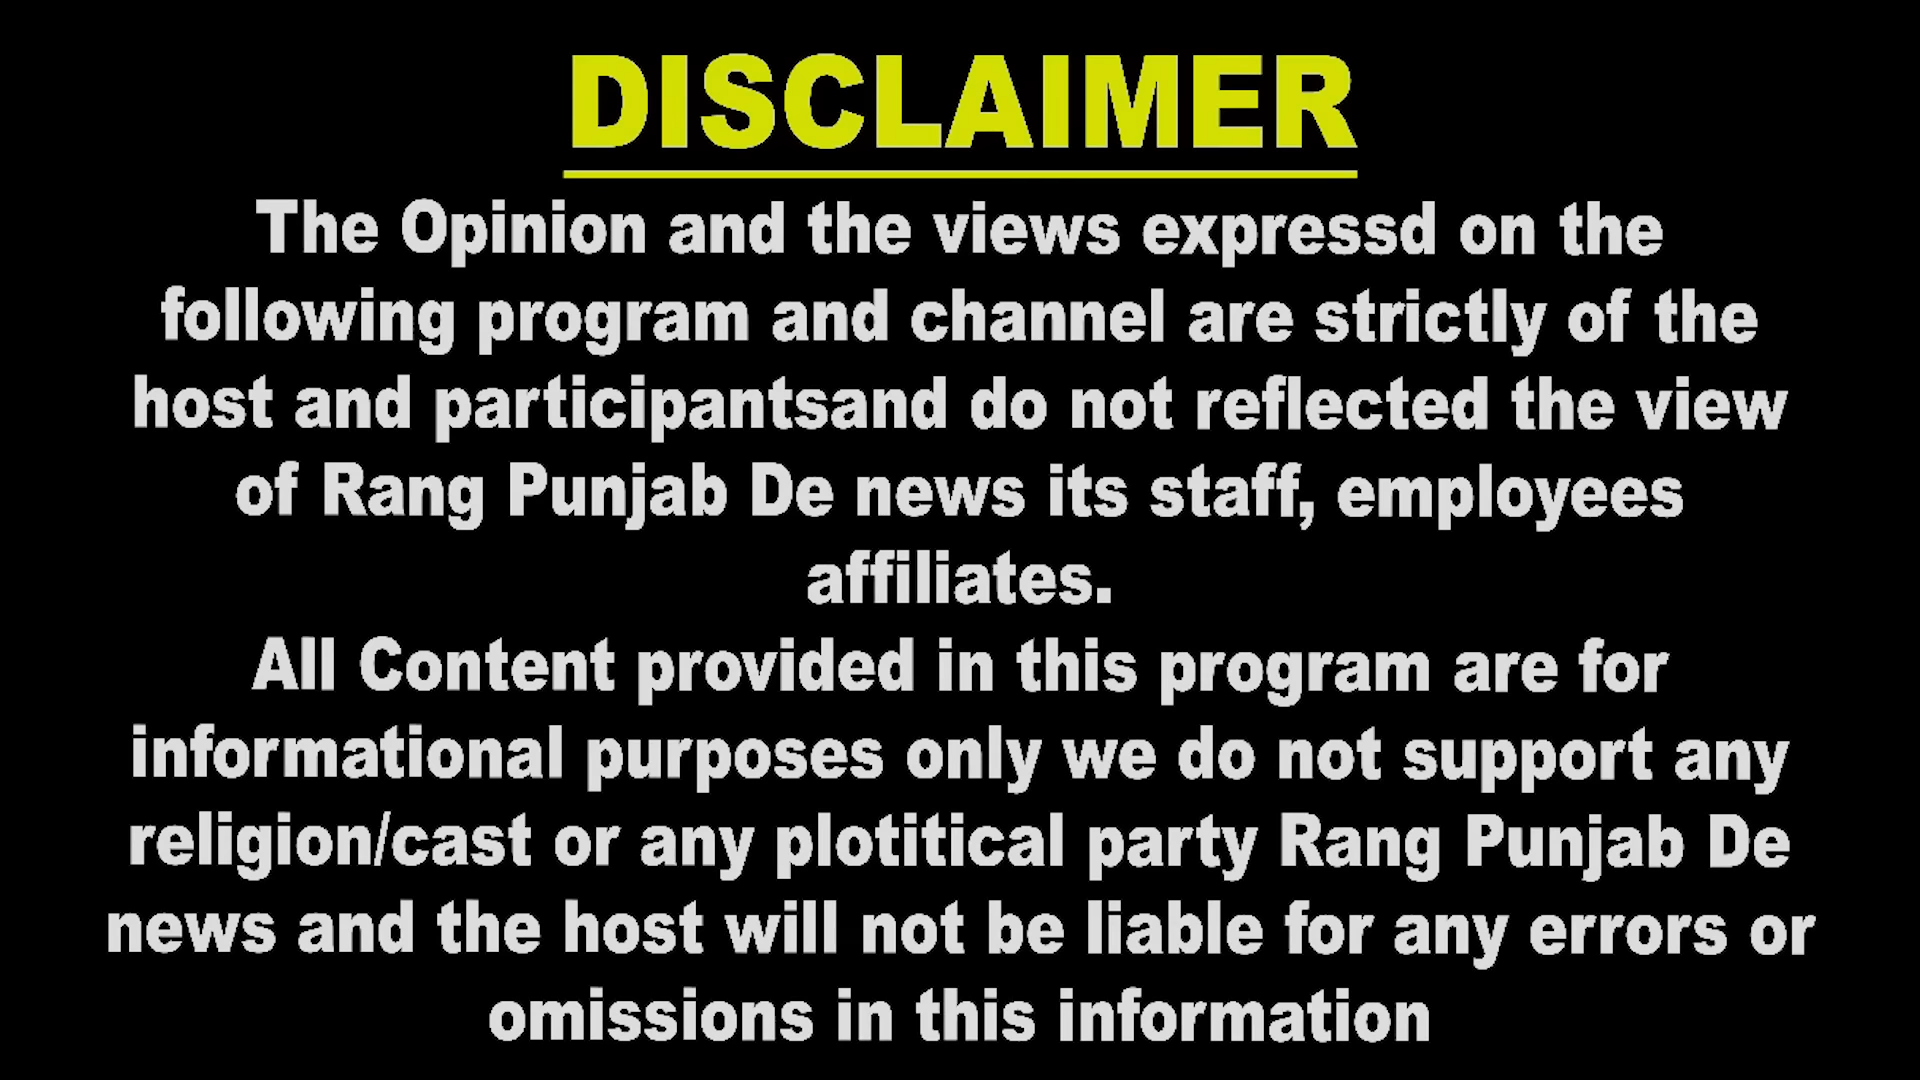 DISCLAIMER
The Opinion and the views expressd on the
following program and channel are strictly of the
host and participantsand do not reflected the view
of Rang Punjab De news its staff, employees
affiliates.
All Content provided in this program are for
informational purposes only we do not support any
religion/cast or any plotitical party Rang Punjab De
news and the host will not be liable for any errors or
omissions in this information